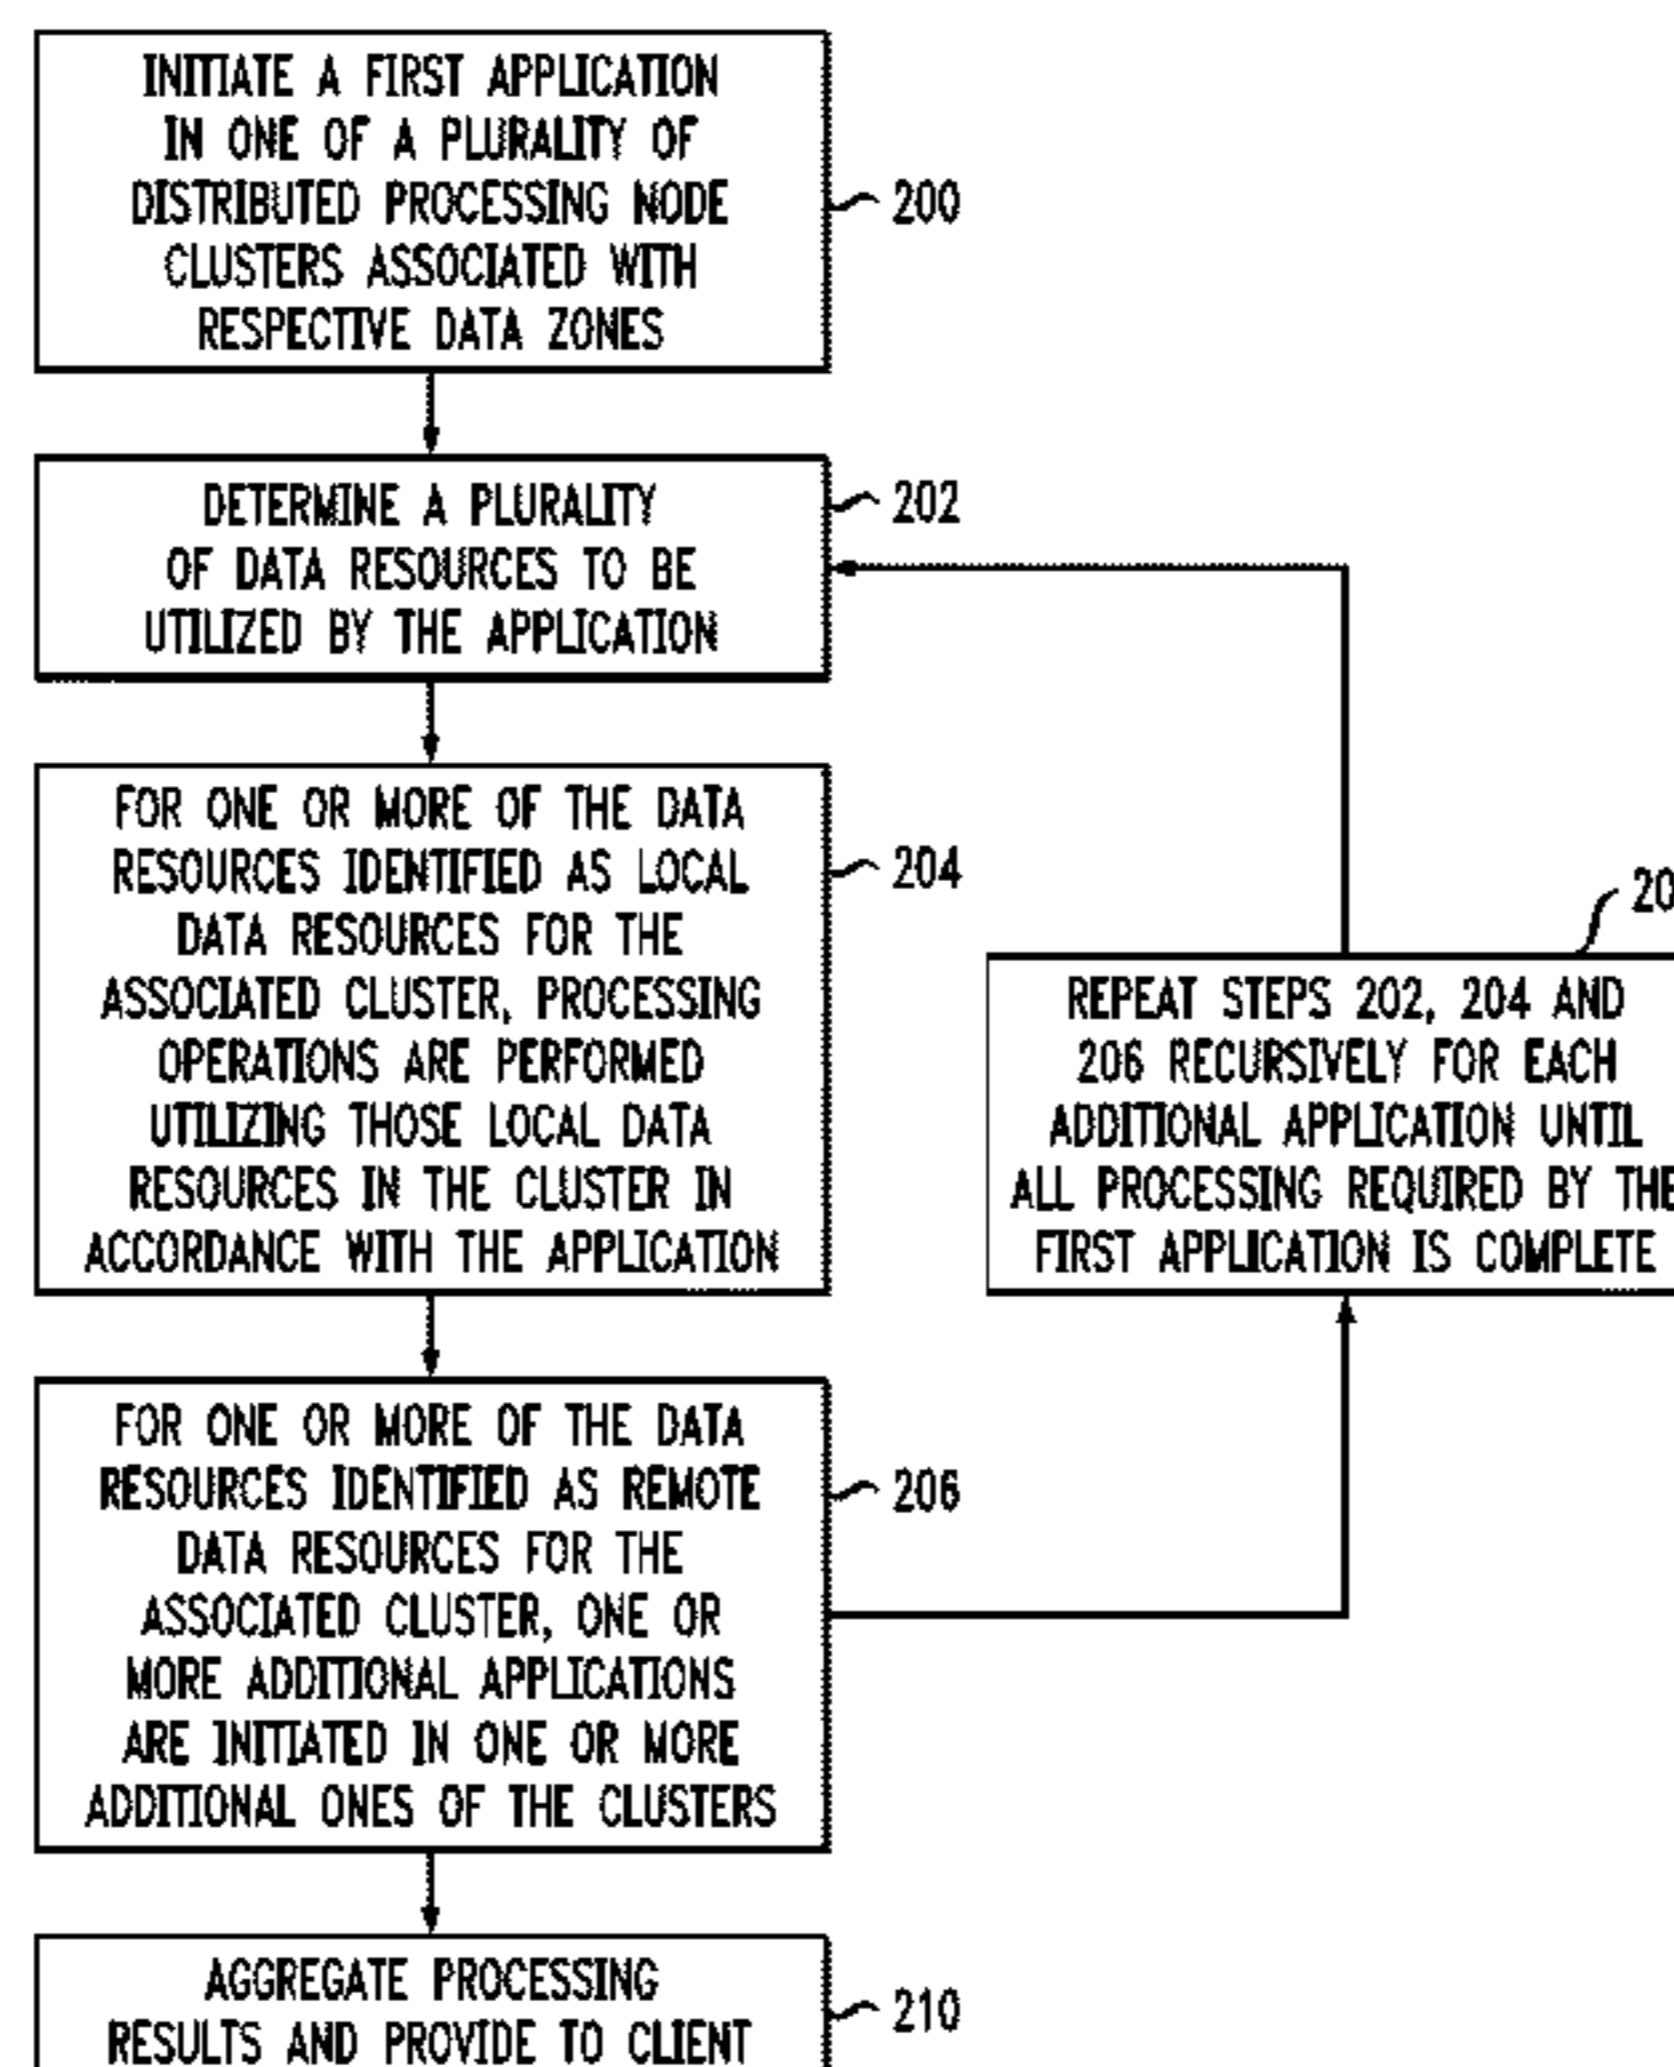 INITIATE A FIRST APPLICATION
IN ONE OF A PLURALITY OF
DISTRIBUTED PROCESSING NODE
CLUSTERS ASSOCIATED WITH
RESPECTIVE DATA ZONES
200
DETERMINE A PLURALITY
OF DATA RESOURCES TO BE
UTILIZED BY THE APPLICATION
202
FOR ONE OR MORE OF THE DATA
RESOURCES IDENTIFIED AS LOCAL
DATA RESOURCES FOR THE
ASSOCIATED CLUSTER, PROCESSING
OPERATIONS ARE PERFORMED
UTILIZING THOSE LOCAL DATA
RESOURCES IN THE CLUSTER IN
ACCORDANCE WITH THE APPLICATION
204
20
REPEAT STEPS 202, 204 AND
206 RECURSIVELY FOR EACH
ADDITIONAL APPLICATION UNTIL
ALL PROCESSING REQUIRED BY THE
FIRST APPLICATION IS COMPLETE
FOR ONE OR MORE OF THE DATA
RESOURCES IDENTIFIED AS REMOTE
DATA RESOURCES FOR THE
ASSOCIATED CLUSTER, ONE OR
MORE ADDITIONAL APPLICATIONS
ARE INITIATED IN ONE OR MORE
ADDITIONAL ONES OF THE CLUSTERS
206
AGGREGATE PROCESSING
RESULTS AND PROVIDE TO CLIENT
210